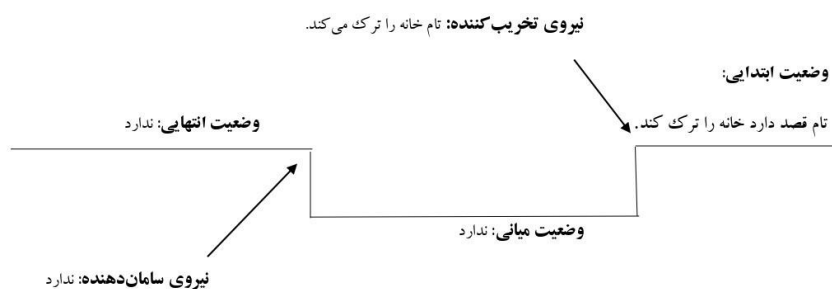 نیروی تخریب‌کننده: تام خانه را ترک می‌کند.
وضعیت ابتدایی:
تام قصد دارد خانه را ترک کند.
وضعیت انتهایی: ندارد
وضعیت میانی: ندارد
نیروی سامان‌دهنده: ندارد